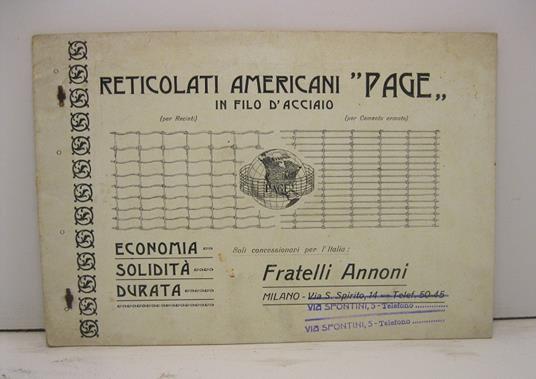 RETICOLATI AMERICANI "PAGE„
IN FILO D'ACCIAIO
(per Recinti) (per Cemento armato)
PAGE
ECONOMIA
SOLIDITÀ
DURATA
Soli concessionari per l'Italia:
Fratelli Annoni
MILANO - Via S. Spirito, 14 — Telef. 50-45
VIA SPONTINI, 5 - Telefono ..............
VIA SPONTINI, 5 - Telefono ..............